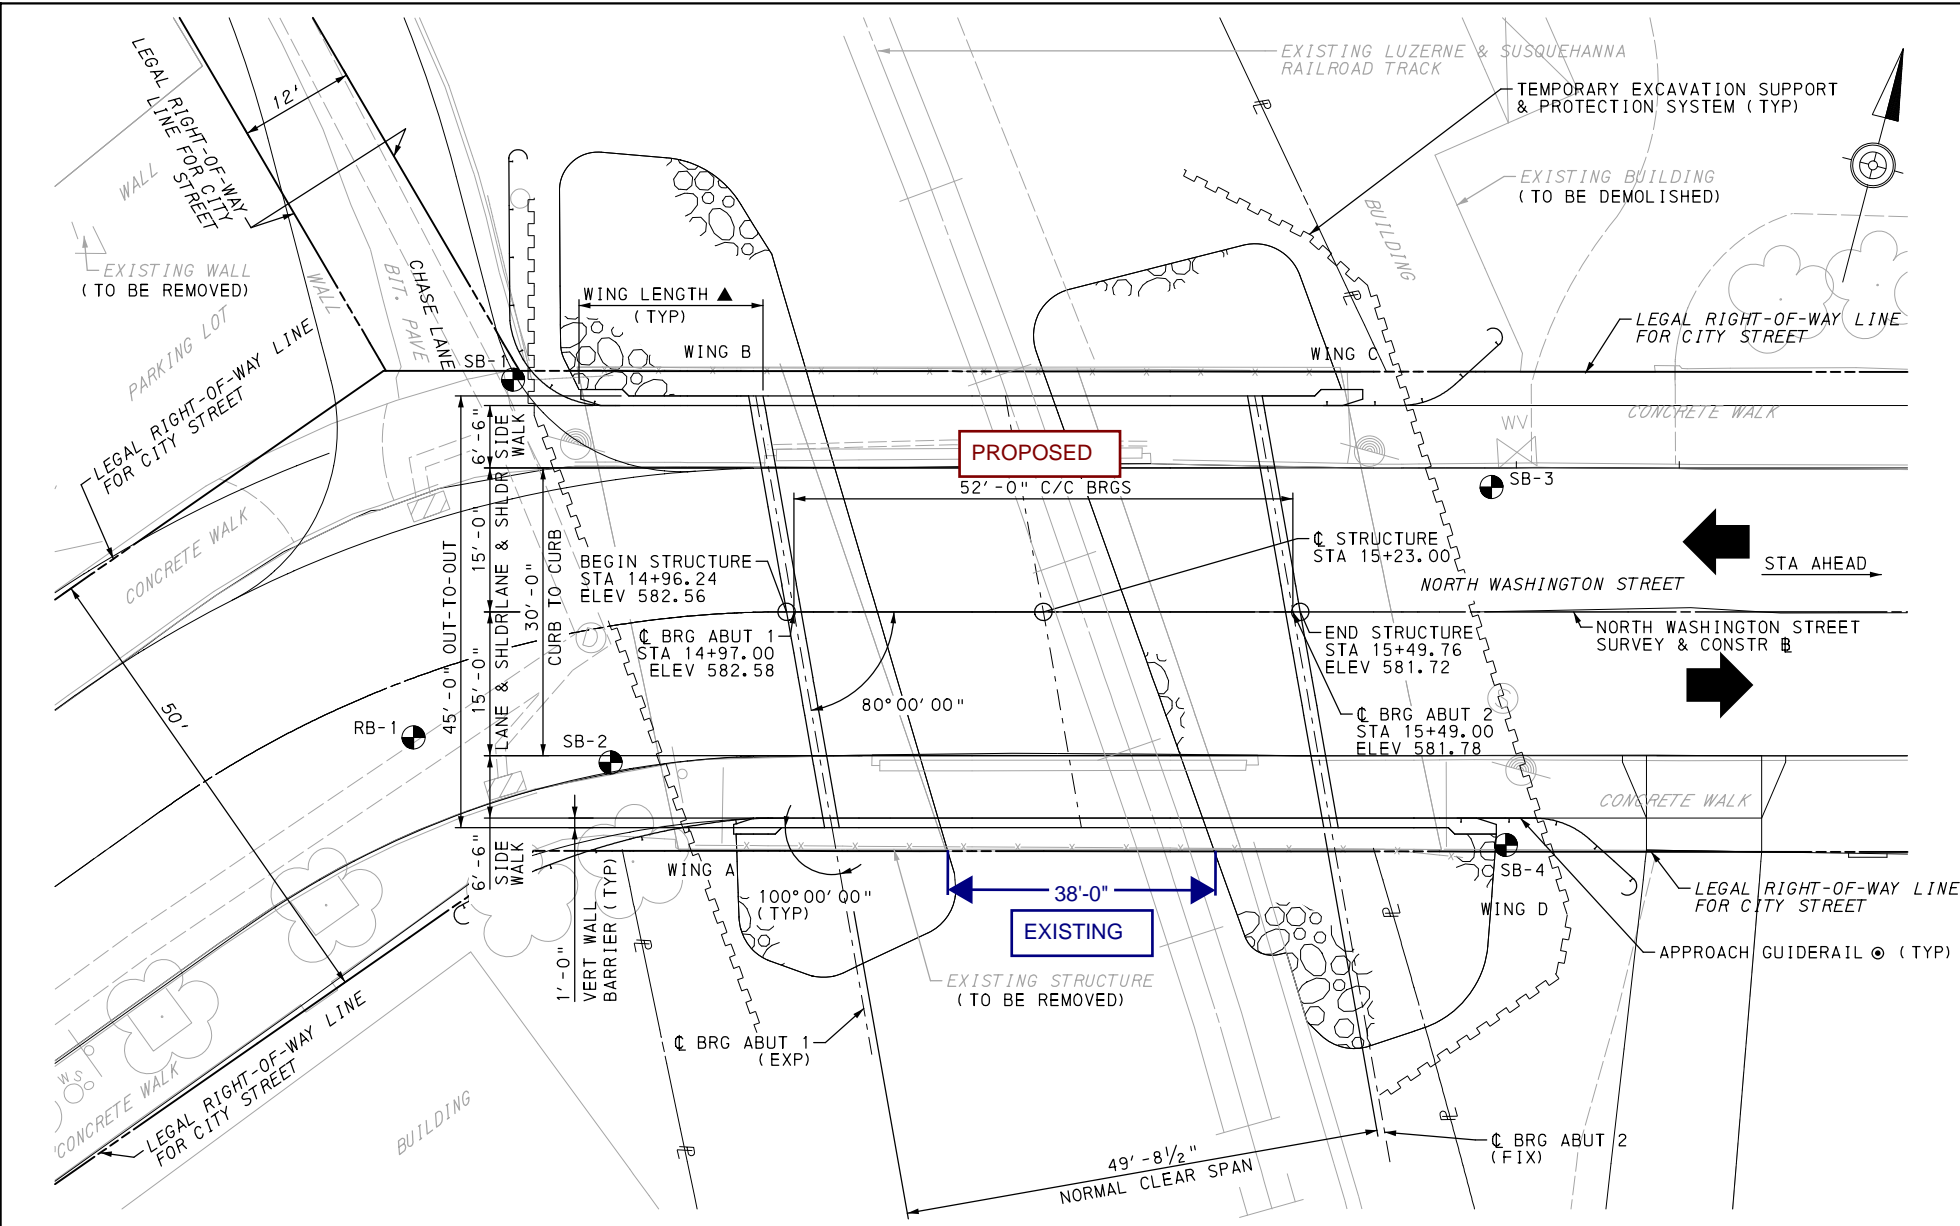 EXISTING LUZERNE & SUSQUEHANNA
RAILROAD TRACK
TEMPORARY EXCAVATION SUPPORT
& PROTECTION SYSTEM (TYP)
LEGAL RIGHT-OF-WAY
LINE FOR CITY
STREET
12'
WALL
EXISTING WALL
(TO BE REMOVED)
WALL
BIT. PAVE
CHASE LANE
PARKING LOT
EXISTING BUILDING
(TO BE DEMOLISHED)
BUILDING
WING LENGTH ▲
(TYP)
WING B
WING C
SB-1
LEGAL RIGHT-OF-WAY LINE
FOR CITY STREET
LEGAL RIGHT-OF-WAY LINE
FOR CITY STREET
CONCRETE WALK
CONCRETE WALK
WV
SB-3
6'-6"
SIDE
WALK
PROPOSED
52'-0" C/C BRGS
45'-0" OUT-TO-OUT
15'-0"
LANE & SHLDR
30'-0"
CURB TO CURB
15'-0"
LANE & SHLDR
BEGIN STRUCTURE
STA 14+96.24
ELEV 582.56
℄ STRUCTURE
STA 15+23.00
STA AHEAD
NORTH WASHINGTON STREET
℄ BRG ABUT 1
STA 14+97.00
ELEV 582.58
END STRUCTURE
STA 15+49.76
ELEV 581.72
NORTH WASHINGTON STREET
SURVEY & CONSTR ℄
D
80°00'00"
℄ BRG ABUT 2
STA 15+49.00
ELEV 581.78
50'
RB-1
SB-2
CONCRETE WALK
6'-6"
SIDE
WALK
1'-0"
VERT WALL
BARRIER (TYP)
WING A
100°00'00"
(TYP)
38'-0"
EXISTING
SB-4
WING D
LEGAL RIGHT-OF-WAY LINE
FOR CITY STREET
APPROACH GUIDERAIL ◉ (TYP)
EXISTING STRUCTURE
(TO BE REMOVED)
℄ BRG ABUT 1
(EXP)
WS
CONCRETE WALK
LEGAL RIGHT-OF-WAY LINE
FOR CITY STREET
BUILDING
℄ BRG ABUT 2
(FIX)
49'-8½"
NORMAL CLEAR SPAN